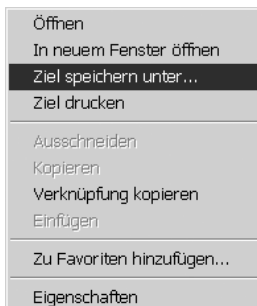 Öffnen
In neuem Fenster öffnen
Ziel speichern unter...
Ziel drucken
Ausschneiden
Kopieren
Verknüpfung kopieren
Einfügen
Zu Favoriten hinzufügen...
Eigenschaften